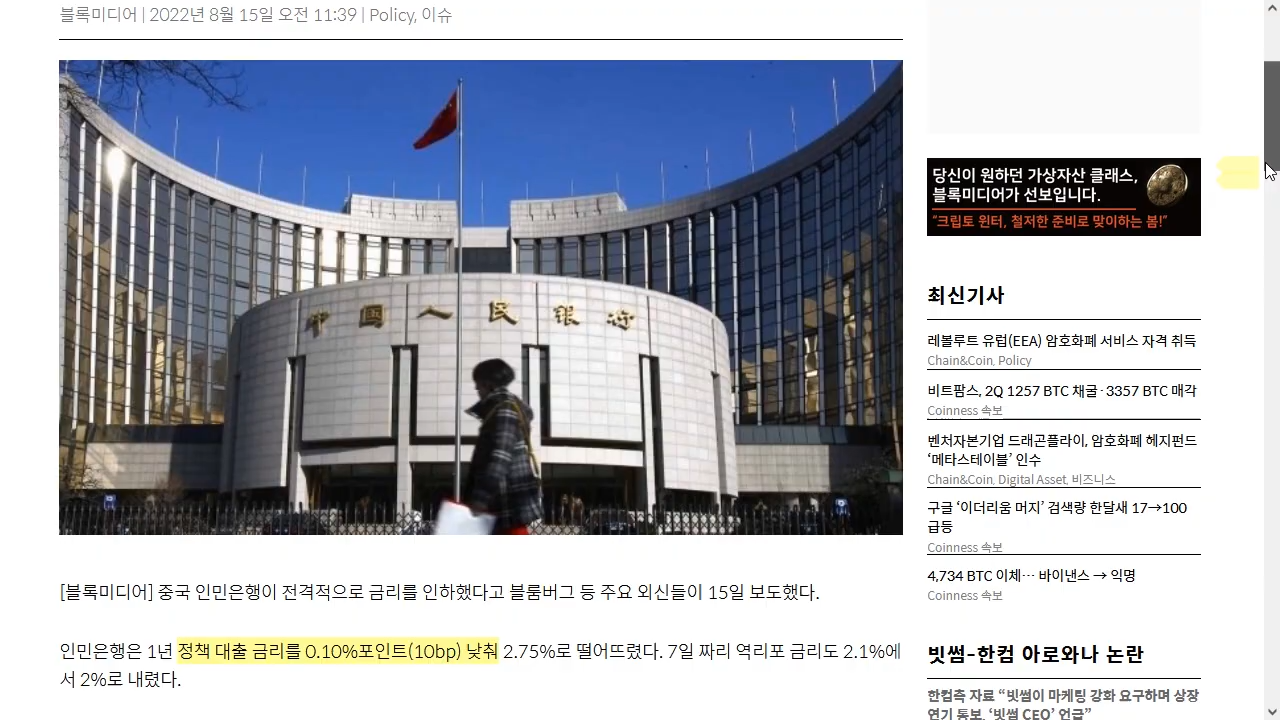 블록미디어 | 2022년 8월 15일 오전 11:39 | Policy, 이슈
中国人民银行
[블록미디어] 중국 인민은행이 전격적으로 금리를 인하했다고 블룸버그 등 주요 외신들이 15일 보도했다.
인민은행은 1년 정책 대출 금리를 0.10%포인트(10bp) 낮춰 2.75%로 떨어뜨렸다. 7일 짜리 역리포 금리도 2.1%에
서 2%로 내렸다.
당신이 원하던 가상자산 클래스,
블록미디어가 선보입니다.
“크립토 윈터, 철저한 준비로 맞이하는 봄!”
최신기사
레볼루트 유럽(EEA) 암호화폐 서비스 자격 취득
Chain&Coin, Policy
비트팜스, 2Q 1257 BTC 채굴·3357 BTC 매각
Coinness 속보
벤처자본기업 드래곤플라이, 암호화폐 헤지펀드
‘메타스테이블’ 인수
Chain&Coin, Digital Asset, 비즈니스
구글 ‘이더리움 머지’ 검색량 한달새 17→100
급등
Coinness 속보
4,734 BTC 이체… 바이낸스 → 익명
Coinness 속보
빗썸-한컴 아로와나 논란
한컴측 자료 “빗썸이 마케팅 강화 요구하며 상장
연기 통보, ‘빗썸 CEO’ 언급”